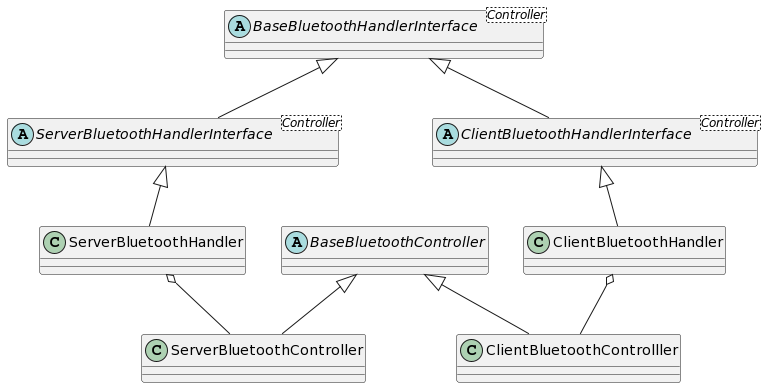 A BaseBluetoothHandlerInterface Controller
A ServerBluetoothHandlerInterface Controller
A ClientBluetoothHandlerInterface Controller
C ServerBluetoothHandler
A BaseBluetoothController
C ClientBluetoothHandler
C ServerBluetoothController
C ClientBluetoothControlller